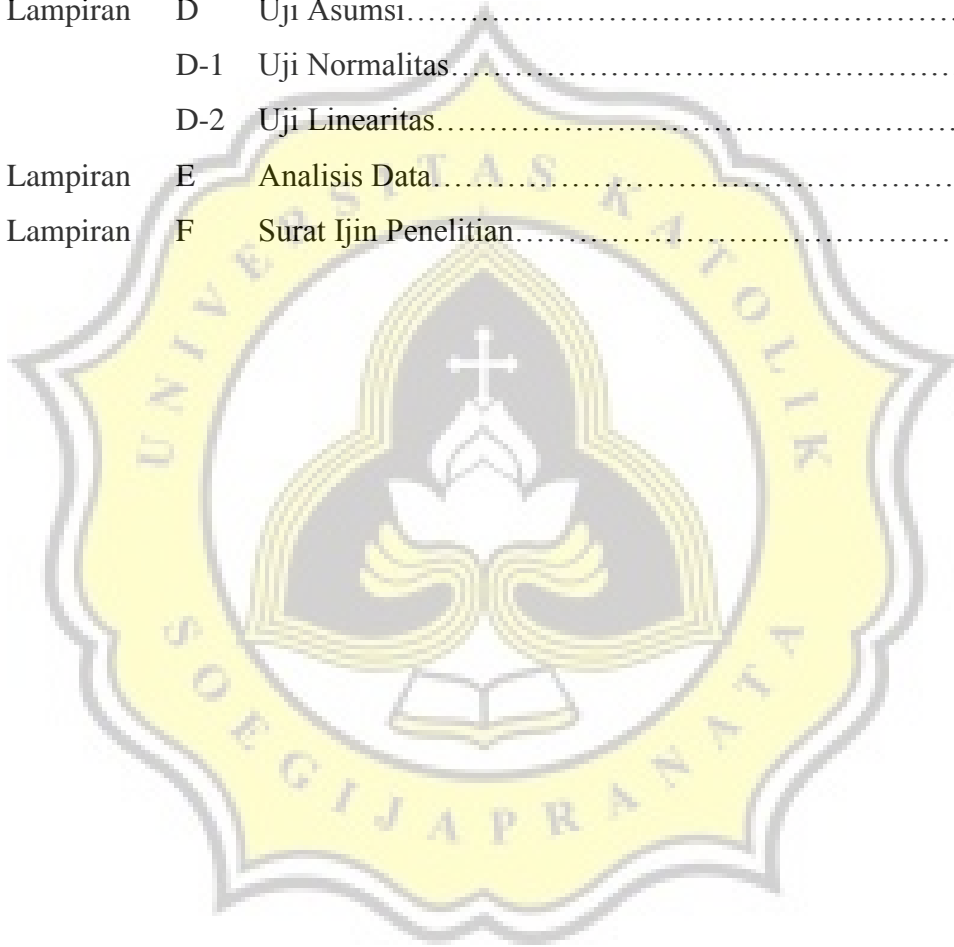 Lampiran D Uji Asumsi……………………………………………
D-1 Uji Normalitas……………………………………………
D-2 Uji Linearitas……………………………………………
Lampiran E Analisis Data……………………………………………
Lampiran F Surat Ijin Penelitian……………………………………
UNIVERSITAS KATOLIK
SOEGIJAPRANATA